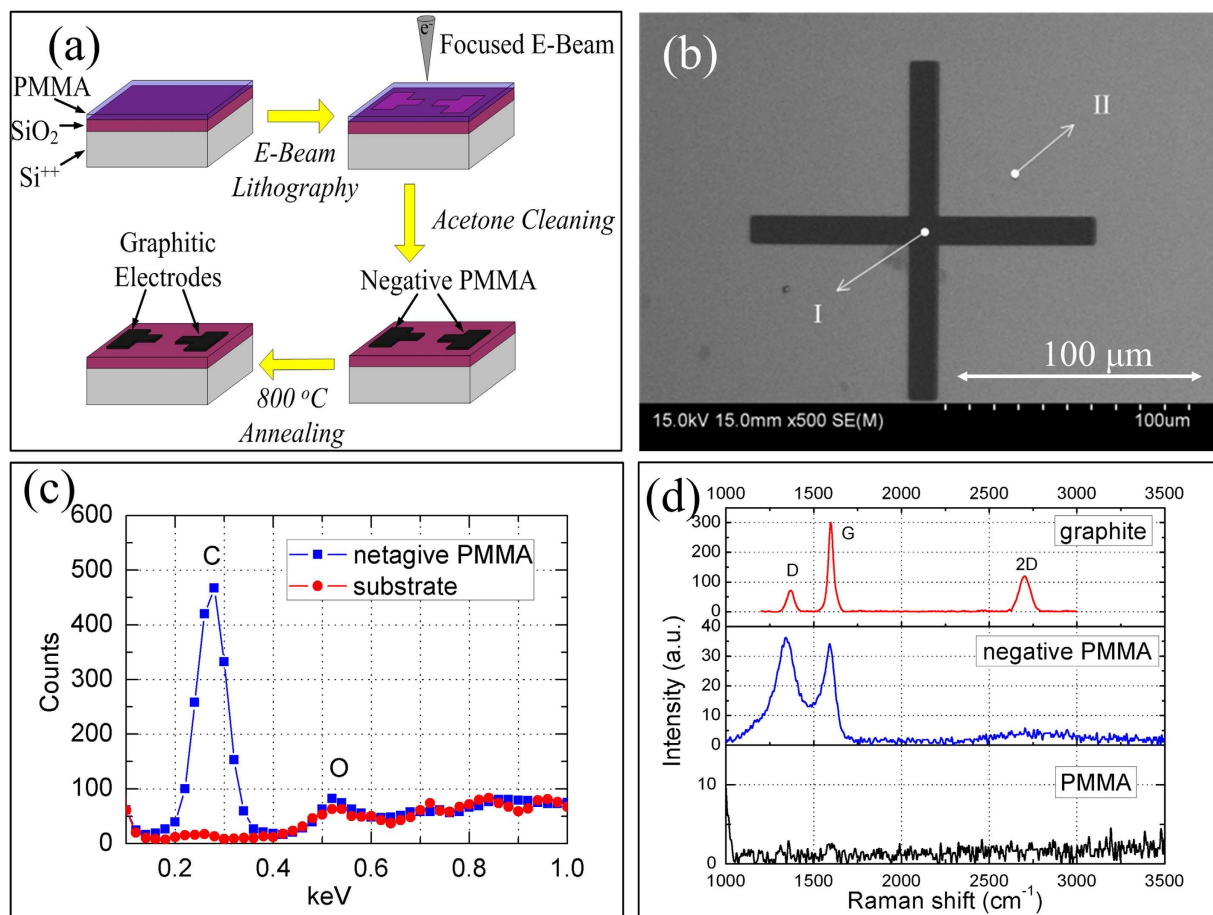 (a)
e⁻
Focused E-Beam
PMMA
SiO₂
Si⁺⁺
E-Beam
Lithography
Acetone Cleaning
Graphitic
Electrodes
Negative PMMA
800 °C
Annealing
(b)
II
I
100 μm
15.0kV 15.0mm x500 SE(M)
100um
(c)
600
500
400
300
200
100
0
Counts
C
O
netagive PMMA
substrate
0.2
0.4
0.6
0.8
1.0
keV
(d)
1000 1500 2000 2500 3000 3500
300
200
100
0
graphite
D
G
2D
40
30
20
10
0
negative PMMA
10
0
PMMA
Intensity (a.u.)
1000 1500 2000 2500 3000 3500
Raman shift (cm⁻¹)